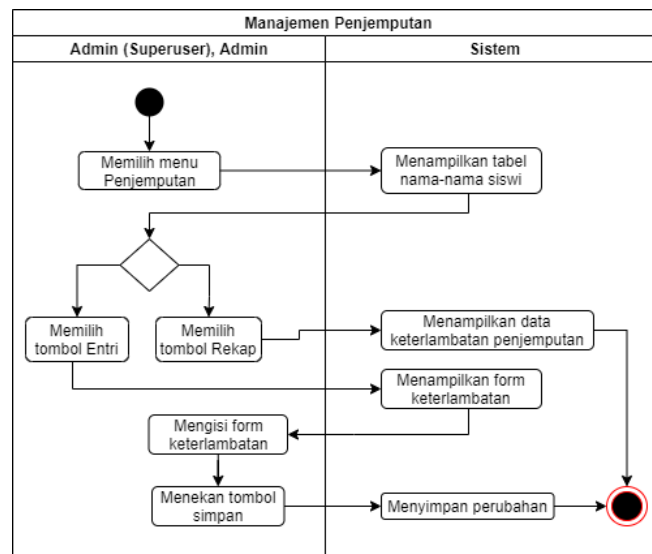 Manajemen Penjemputan
Admin (Superuser), Admin
Sistem
Memilih menu
Penjemputan
Menampilkan tabel
nama-nama siswi
Memilih
tombol Entri
Memilih
tombol Rekap
Menampilkan data
keterlambatan penjemputan
Menampilkan form
keterlambatan
Mengisi form
keterlambatan
Menekan tombol
simpan
Menyimpan perubahan